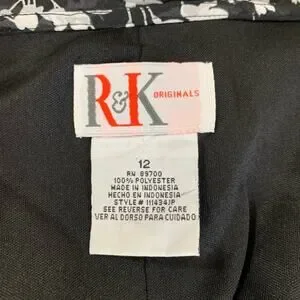 R&K ORIGINALS
12
RN 89700
100% POLYESTER
MADE IN INDONESIA
HECHO EN INDONESIA
STYLE# 111434JP
SEE REVERSE FOR CARE
VER AL DORSO PARA CUIDADO